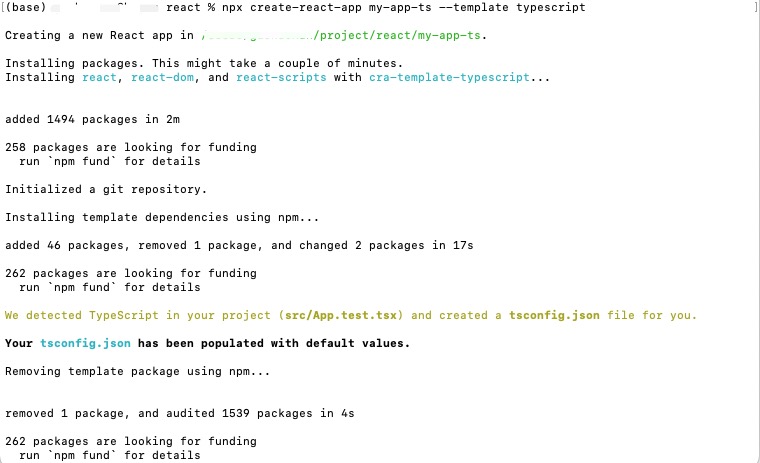 (base) react % npx create-react-app my-app-ts --template typescript
Creating a new React app in /project/react/my-app-ts.
Installing packages. This might take a couple of minutes.
Installing react, react-dom, and react-scripts with cra-template-typescript...
added 1494 packages in 2m
258 packages are looking for funding
run `npm fund` for details
Initialized a git repository.
Installing template dependencies using npm...
added 46 packages, removed 1 package, and changed 2 packages in 17s
262 packages are looking for funding
run `npm fund` for details
We detected TypeScript in your project (src/App.test.tsx) and created a tsconfig.json file for you.
Your tsconfig.json has been populated with default values.
Removing template package using npm...
removed 1 package, and audited 1539 packages in 4s
262 packages are looking for funding
run `npm fund` for details